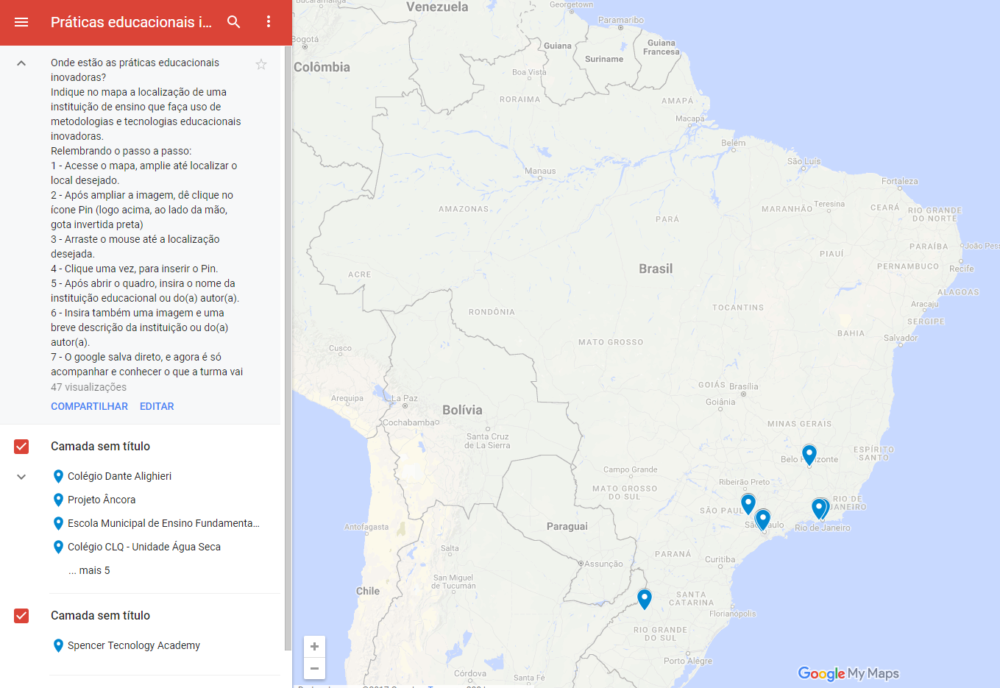 Práticas educacionais i...
Onde estão as práticas educacionais
inovadoras?
Indique no mapa a localização de uma
instituição de ensino que faça uso de
metodologias e tecnologias educacionais
inovadoras.
Relembrando o passo a passo:
1 - Acesse o mapa, amplie até localizar o
local desejado.
2 - Após ampliar a imagem, dê clique no
ícone Pin (logo acima, ao lado da mão,
gota invertida preta)
3 - Arraste o mouse até a localização
desejada.
4 - Clique uma vez, para inserir o Pin.
5 - Após abrir o quadro, insira o nome da
instituição educacional ou do(a) autor(a).
6 - Insira também uma imagem e uma
breve descrição da instituição ou do(a)
autor(a).
7 - O google salva direto, e agora é só
acompanhar e conhecer o que a turma vai
47 visualizações
COMPARTILHAR EDITAR
Camada sem título
Colégio Dante Alighieri
Projeto Âncora
Escola Municipal de Ensino Fundamenta...
Colégio CLQ - Unidade Água Seca
... mais 5
Camada sem título
Spencer Tecnology Academy
Bucaramanga
Venezuela
Georgetown
Paramaribo
Bogotá
Guiana
Guiana
Francesa
Suriname
Colômbia
Boa Vista
RORAIMA
AMAPÁ
Macapá
Belém
São Luís
Manaus
Fortaleza
AMAZONAS
PARÁ
MARANHÃO
Teresina
CEARÁ
RIO GRANDE
DO NORTE
PARAÍBA
João Pes
PIAUÍ
PERNAMBUCO
Recife
ACRE
Brasil
ALAGOAS
Aracaju
RONDÔNIA
TOCANTINS
SERGIPE
BAHIA
Salvador
Cusco
MATO GROSSO
GOIÁS
Brasília
Goiânia
Arequipa
La Paz
Bolívia
Cochabamba
Santa Cruz
de La Sierra
MINAS GERAIS
ESPÍRITO
SANTO
Campo Grande
MATO GROSSO
DO SUL
Ribeirão Preto
RIO DE
JANEIRO
Rio de Janeiro
Antofagasta
Paraguai
PARANÁ
Curitiba
Salta
Assunção
San Miguel
de Tucumán
Chile
SANTA
CATARINA
Florianópolis
RIO GRANDE
DO SUL
Porto Alegre
Córdoba
Santa Fé
+
−
Google My Maps